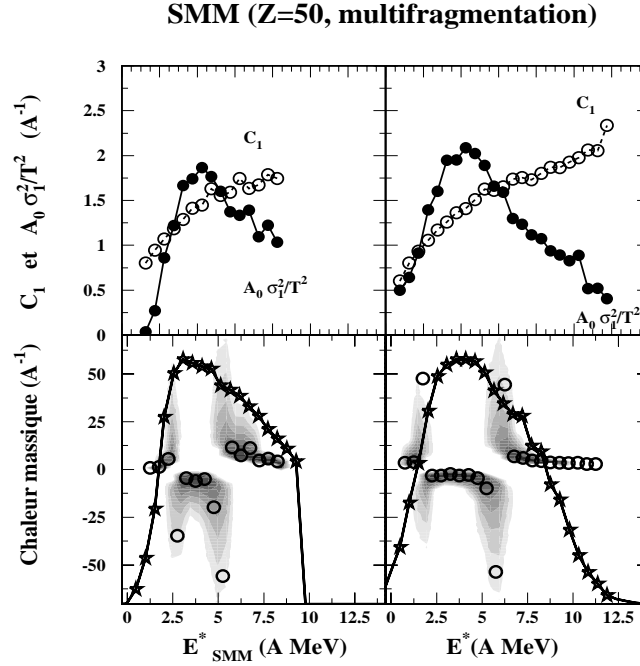 SMM (Z=50, multifragmentation)
C₁ et A₀ σ₁²/T² (A⁻¹)
3
2.5
2
1.5
1
0.5
0
C₁
A₀ σ₁²/T²
C₁
A₀ σ₁²/T²
Chaleur massique (A⁻¹)
50
25
0
-25
-50
0 2.5 5 7.5 10 12.5
0 2.5 5 7.5 10 12.5
E*SMM (A MeV)
E* (A MeV)